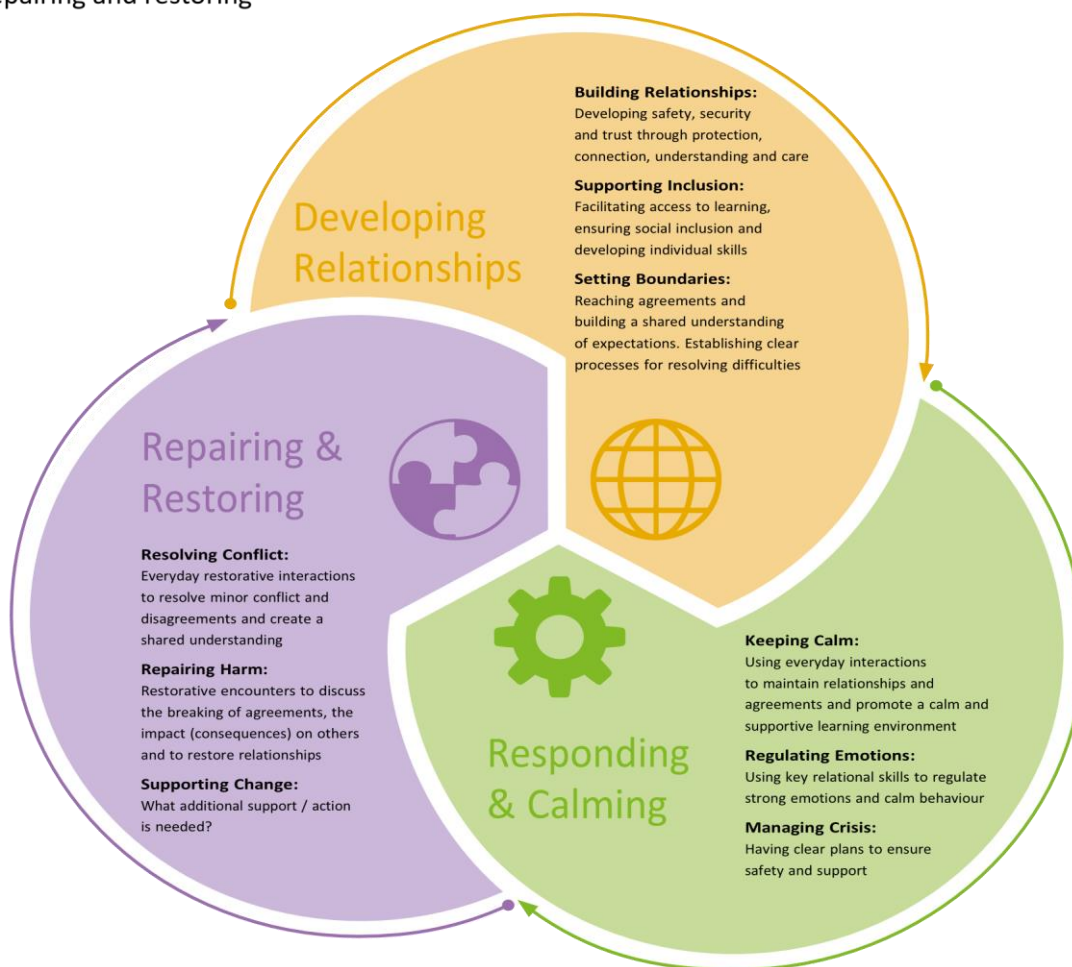 epairing and restoring
Developing
Relationships
Building Relationships:
Developing safety, security
and trust through protection,
connection, understanding and care
Supporting Inclusion:
Facilitating access to learning,
ensuring social inclusion and
developing individual skills
Setting Boundaries:
Reaching agreements and
building a shared understanding
of expectations. Establishing clear
processes for resolving difficulties
Repairing &
Restoring
Resolving Conflict:
Everyday restorative interactions
to resolve minor conflict and
disagreements and create a
shared understanding
Repairing Harm:
Restorative encounters to discuss
the breaking of agreements, the
impact (consequences) on others
and to restore relationships
Supporting Change:
What additional support / action
is needed?
Responding
& Calming
Keeping Calm:
Using everyday interactions
to maintain relationships and
agreements and promote a calm and
supportive learning environment
Regulating Emotions:
Using key relational skills to regulate
strong emotions and calm behaviour
Managing Crisis:
Having clear plans to ensure
safety and support